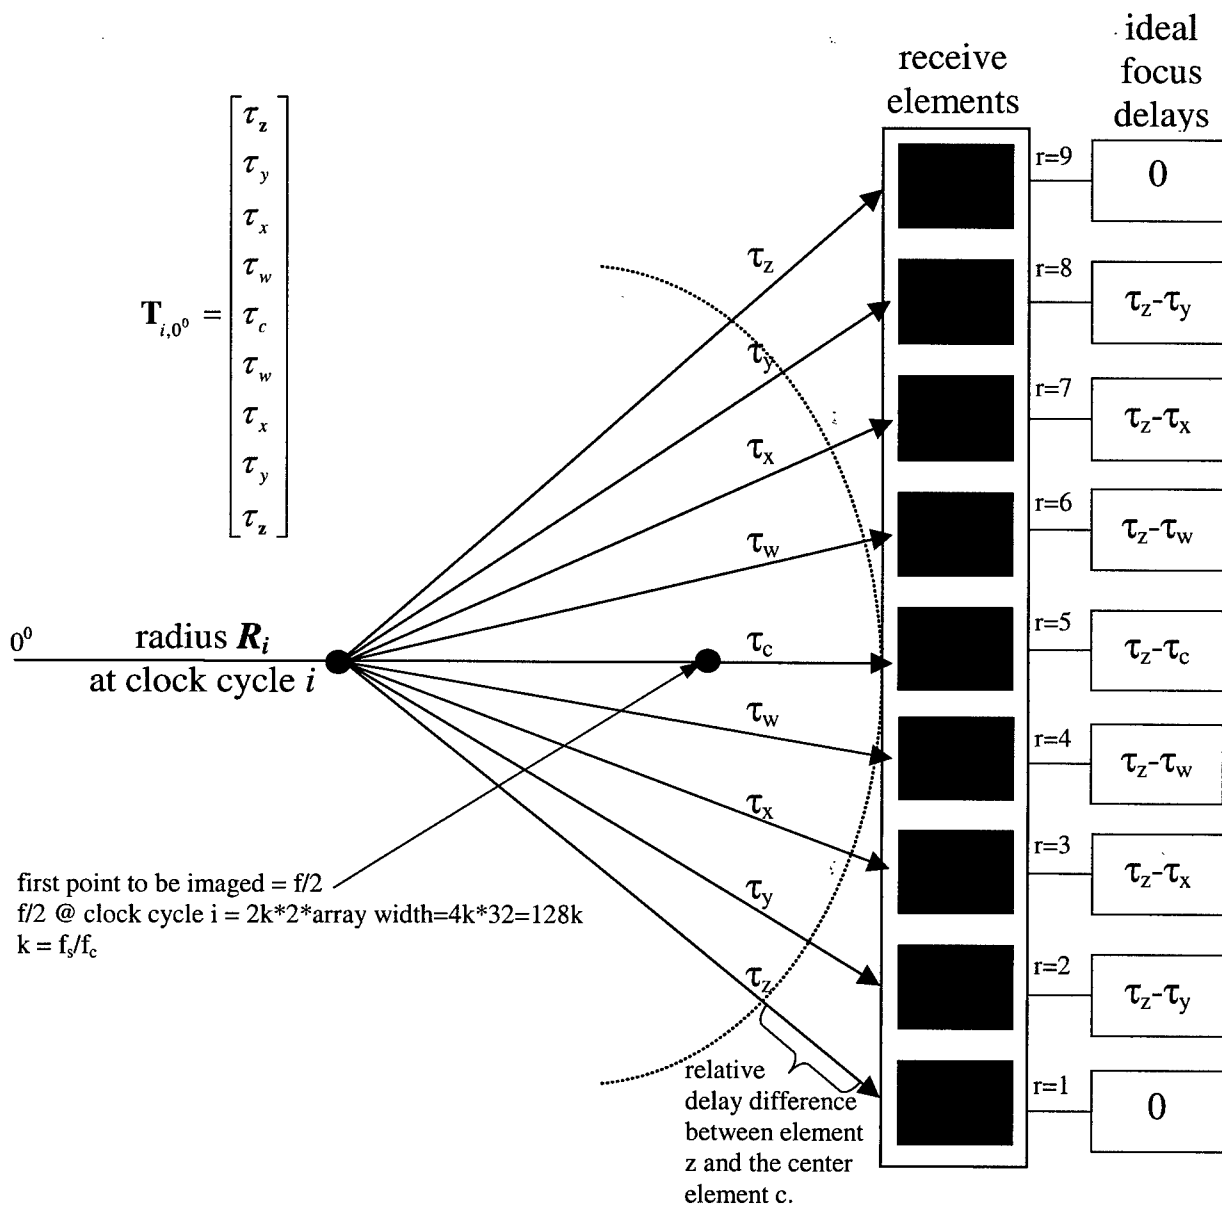 ideal
focus
delays
receive
elements
T_{i,0⁰} = [τ_z
τ_y
τ_x
τ_w
τ_c
τ_w
τ_x
τ_y
τ_z]
r=9
0
r=8
τ_z-τ_y
r=7
τ_z-τ_x
r=6
τ_z-τ_w
r=5
τ_z-τ_c
r=4
τ_z-τ_w
r=3
τ_z-τ_x
r=2
τ_z-τ_y
r=1
0
τ_z
τ_y
τ_x
τ_w
τ_c
τ_w
τ_x
τ_y
τ_z
0⁰
radius R_i
at clock cycle i
first point to be imaged = f/2
f/2 @ clock cycle i = 2k*2*array width=4k*32=128k
k = f_s/f_c
relative
delay difference
between element
z and the center
element c.